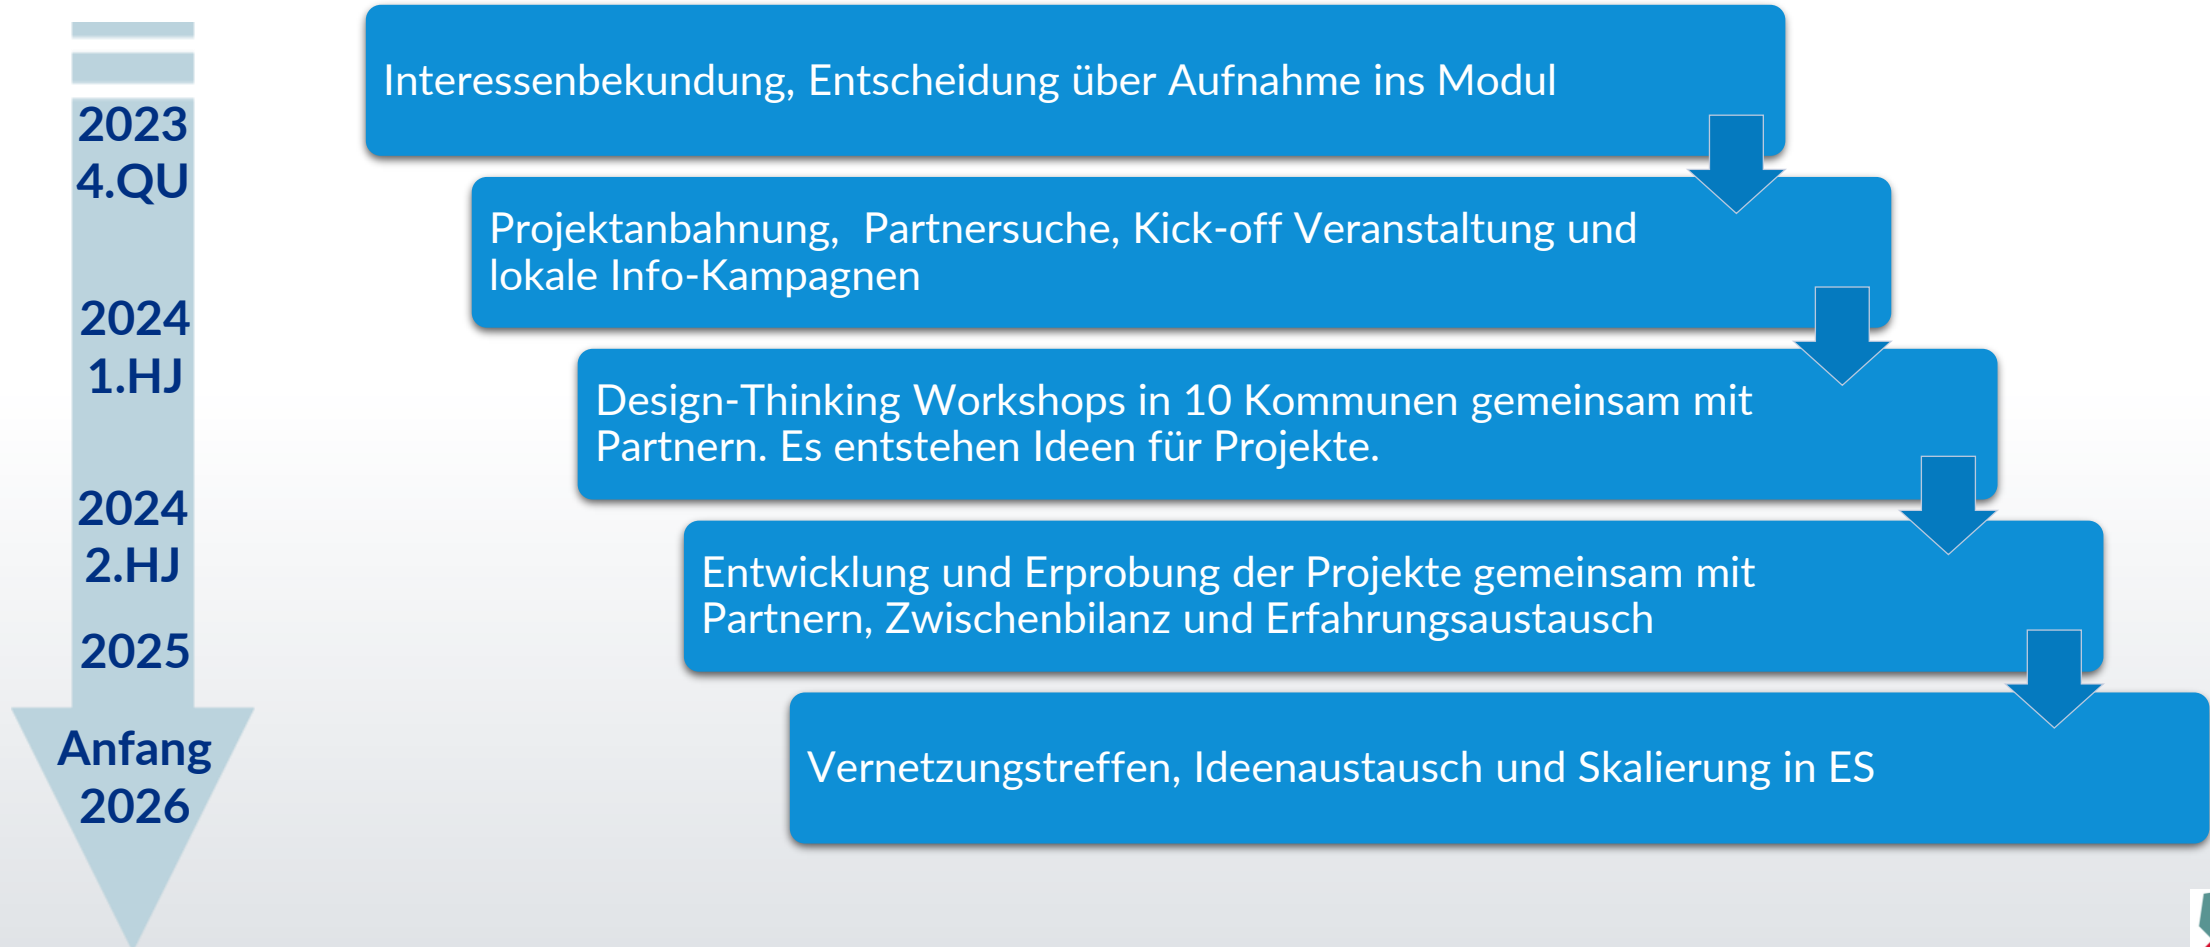 2023
4.QU
2024
1.HJ
2024
2.HJ
2025
Anfang
2026
Interessenbekundung, Entscheidung über Aufnahme ins Modul
Projektanbahnung,  Partnersuche, Kick-off Veranstaltung und
lokale Info-Kampagnen
Design-Thinking Workshops in 10 Kommunen gemeinsam mit
Partnern. Es entstehen Ideen für Projekte.
Entwicklung und Erprobung der Projekte gemeinsam mit
Partnern, Zwischenbilanz und Erfahrungsaustausch
Vernetzungstreffen, Ideenaustausch und Skalierung in ES